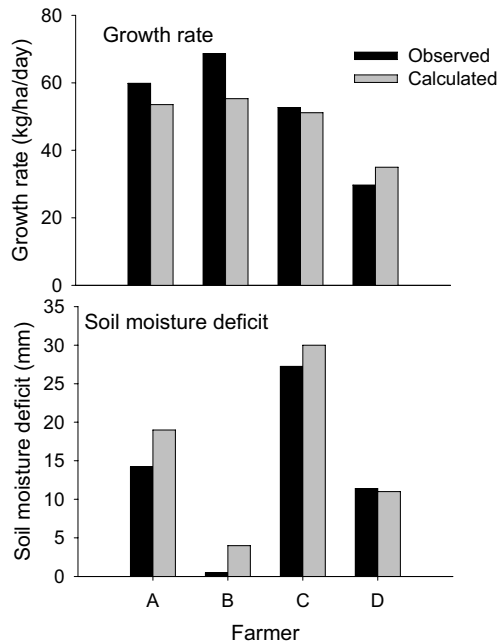 Growth rate
Observed
Calculated
Growth rate (kg/ha/day)
80
60
40
20
0
Soil moisture deficit
Soil moisture deficit (mm)
35
30
25
20
15
10
5
0
A B C D
Farmer